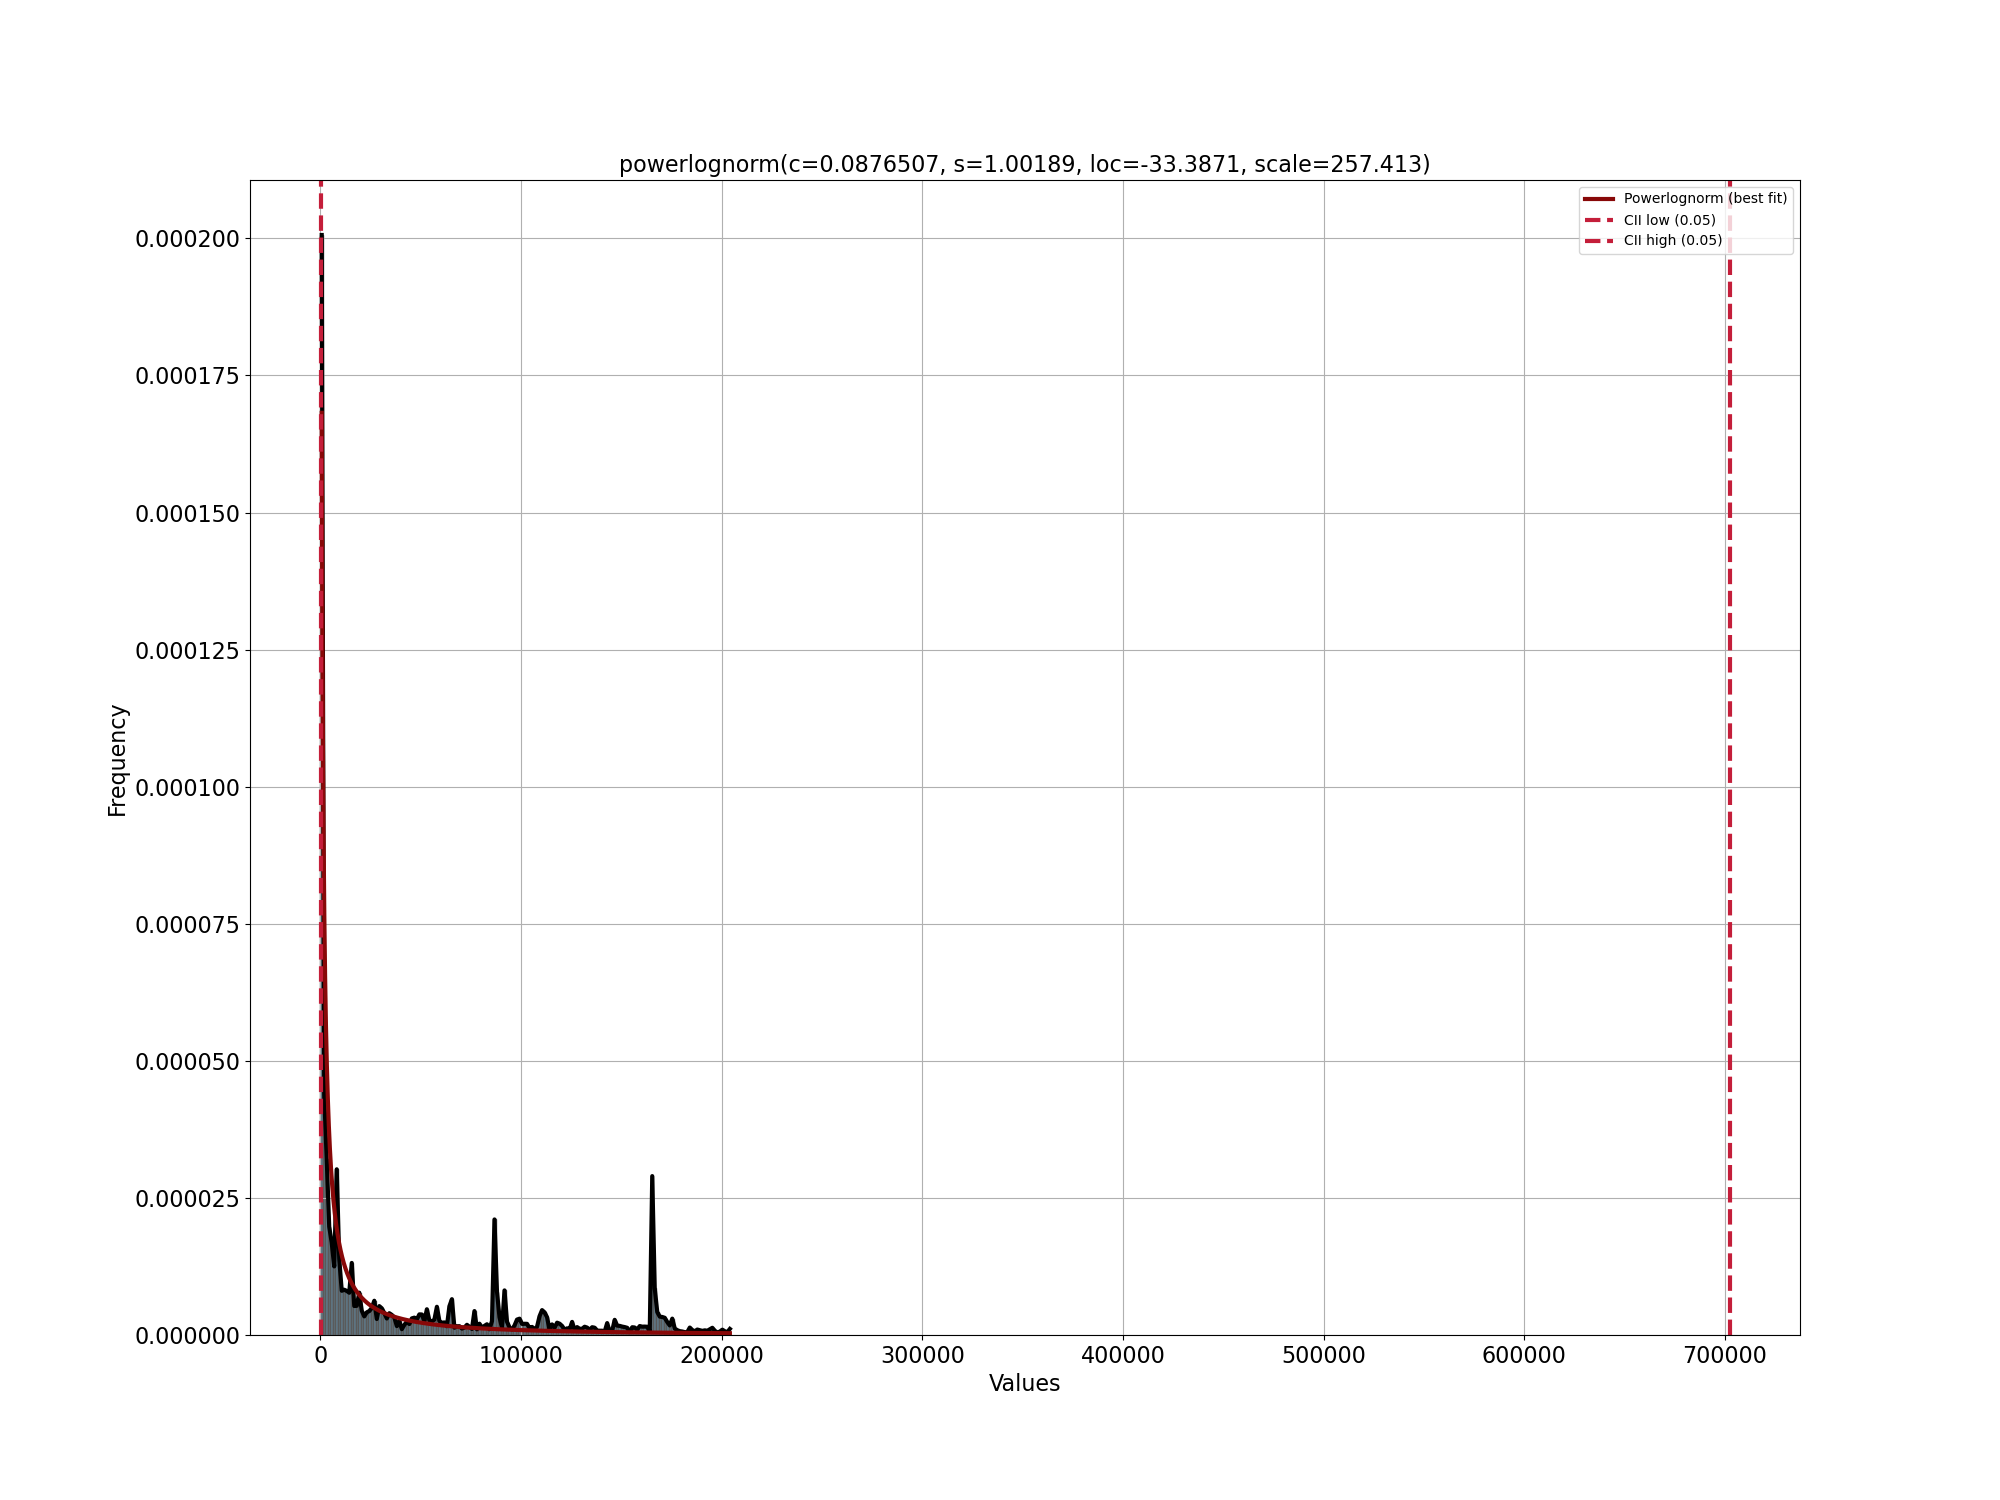 powerlognorm(c=0.0876507, s=1.00189, loc=-33.3871, scale=257.413)
Powerlognorm (best fit)
CII low (0.05)
CII high (0.05)
0.000200
0.000175
0.000150
0.000125
0.000100
0.000075
0.000050
0.000025
0.000000
Frequency
0 100000 200000 300000 400000 500000 600000 700000
Values